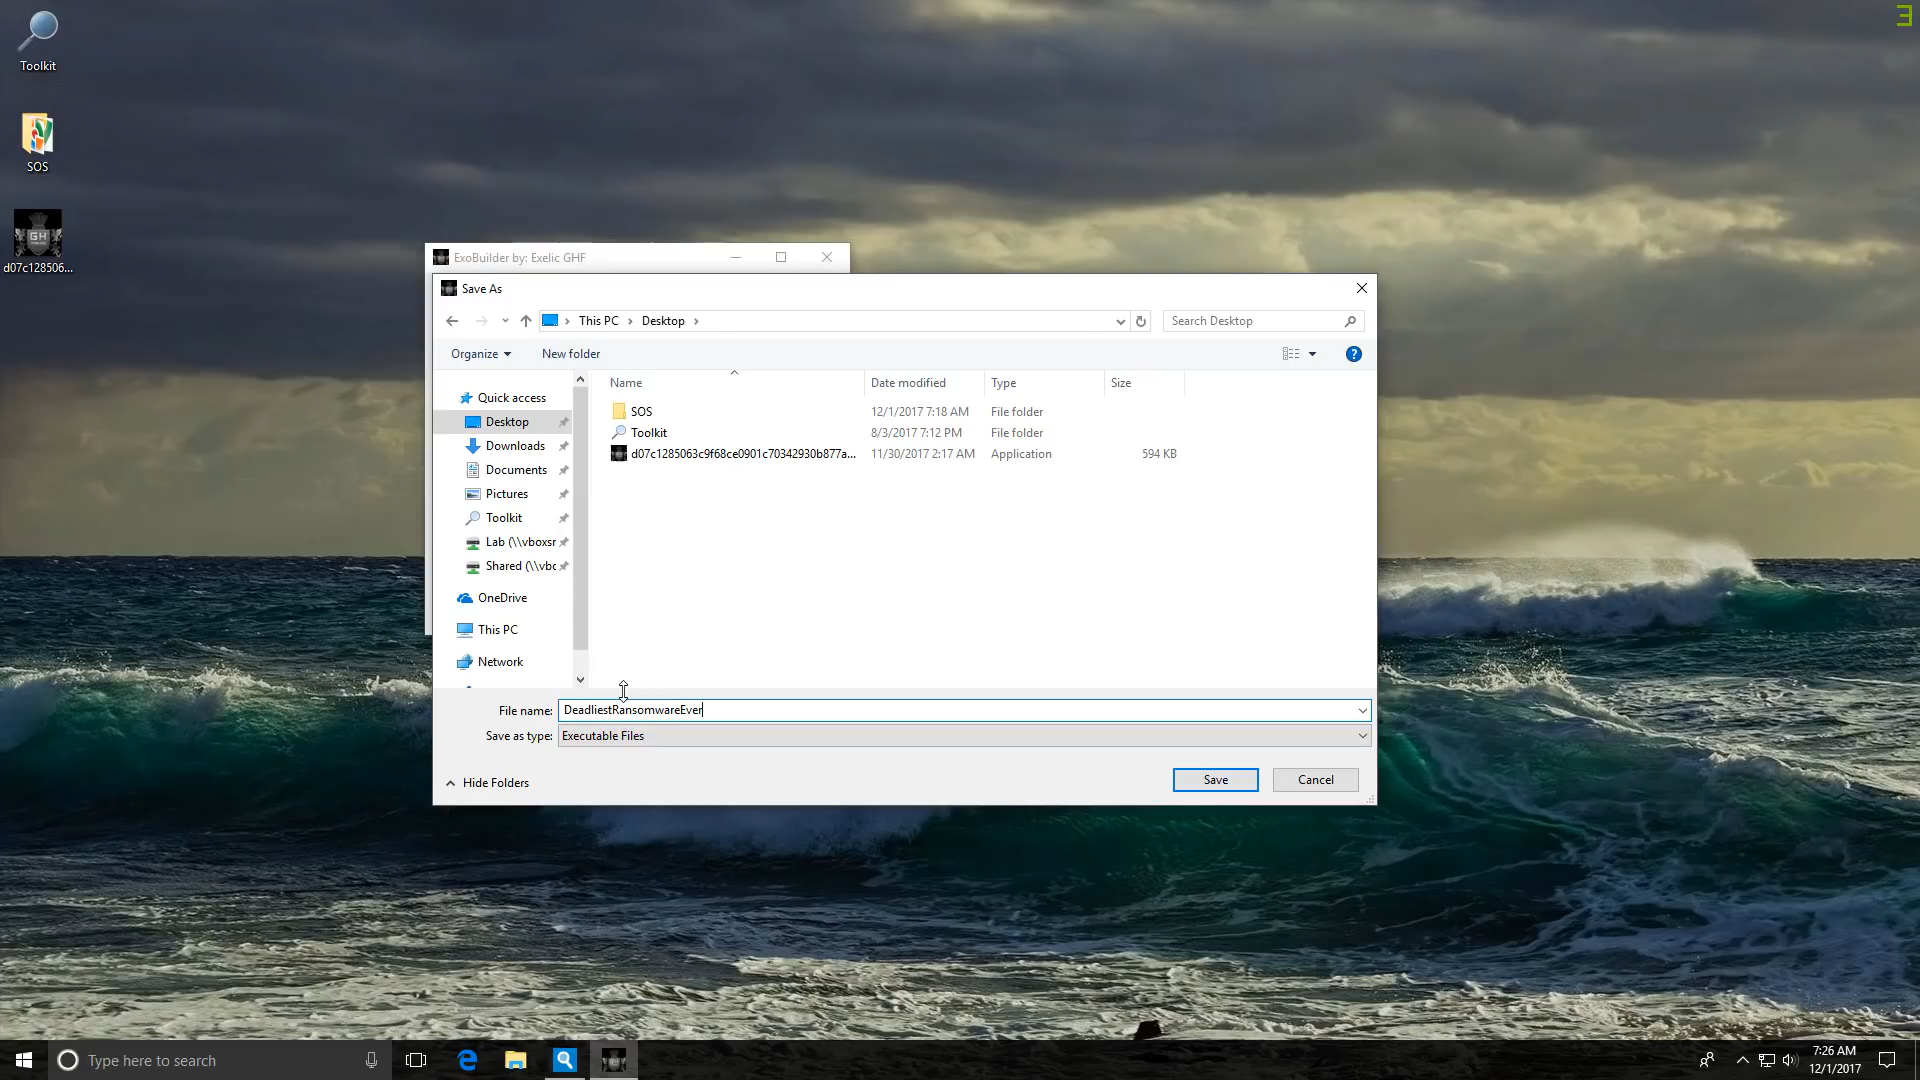 3
Toolkit
SOS
d07c128506...
ExoBuilder by: Exelic GHF
Save As
This PC
Desktop
Search Desktop
Organize
New folder
Name
Date modified
Type
Size
SOS
12/1/2017 7:18 AM
File folder
Toolkit
8/3/2017 7:12 PM
File folder
d07c1285063c9f68ce0901c70342930b877a...
11/30/2017 2:17 AM
Application
594 KB
Quick access
Desktop
Downloads
Documents
Pictures
Toolkit
Lab (\\vboxsr
Shared (\\vbc
OneDrive
This PC
Network
File name: DeadliestRansomwareEver
Save as type: Executable Files
Hide Folders
Save
Cancel
Type here to search
7:26 AM
12/1/2017